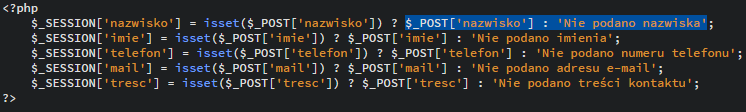 <?php
$_SESSION['nazwisko'] = isset($_POST['nazwisko']) ? $_POST['nazwisko'] : 'Nie podano nazwiska';
$_SESSION['imie'] = isset($_POST['imie']) ? $_POST['imie'] : 'Nie podano imienia';
$_SESSION['telefon'] = isset($_POST['telefon']) ? $_POST['telefon'] : 'Nie podano numeru telefonu';
$_SESSION['mail'] = isset($_POST['mail']) ? $_POST['mail'] : 'Nie podano adresu e-mail';
$_SESSION['tresc'] = isset($_POST['tresc']) ? $_POST['tresc'] : 'Nie podano treści kontaktu';
?>